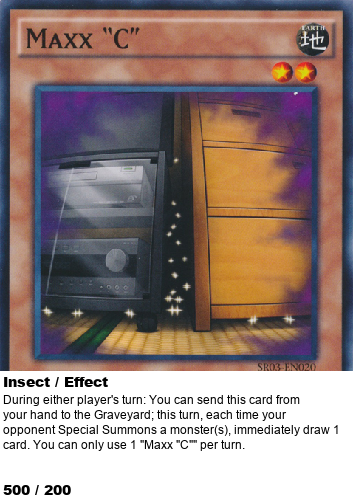 Maxx "C"
EARTH
地
SR03-EN020
Insect / Effect
During either player's turn: You can send this card from
your hand to the Graveyard; this turn, each time your
opponent Special Summons a monster(s), immediately draw 1
card. You can only use 1 "Maxx "C"" per turn.
500 / 200